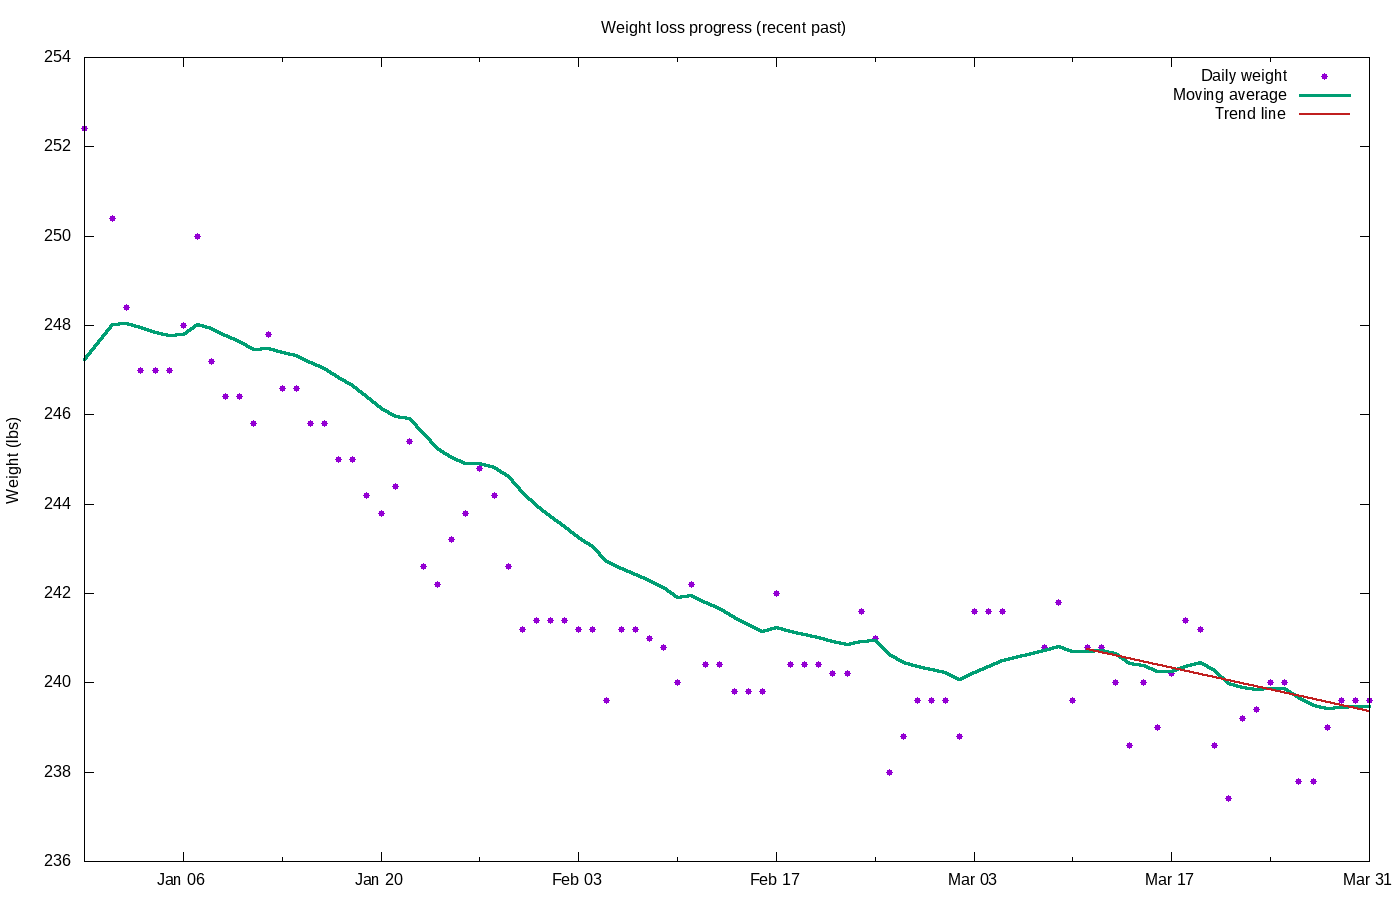 Weight loss progress (recent past)
254
252
250
248
246
244
242
240
238
236
Weight (lbs)
Daily weight
Moving average
Trend line
Jan 06 Jan 20 Feb 03 Feb 17 Mar 03 Mar 17 Mar 31